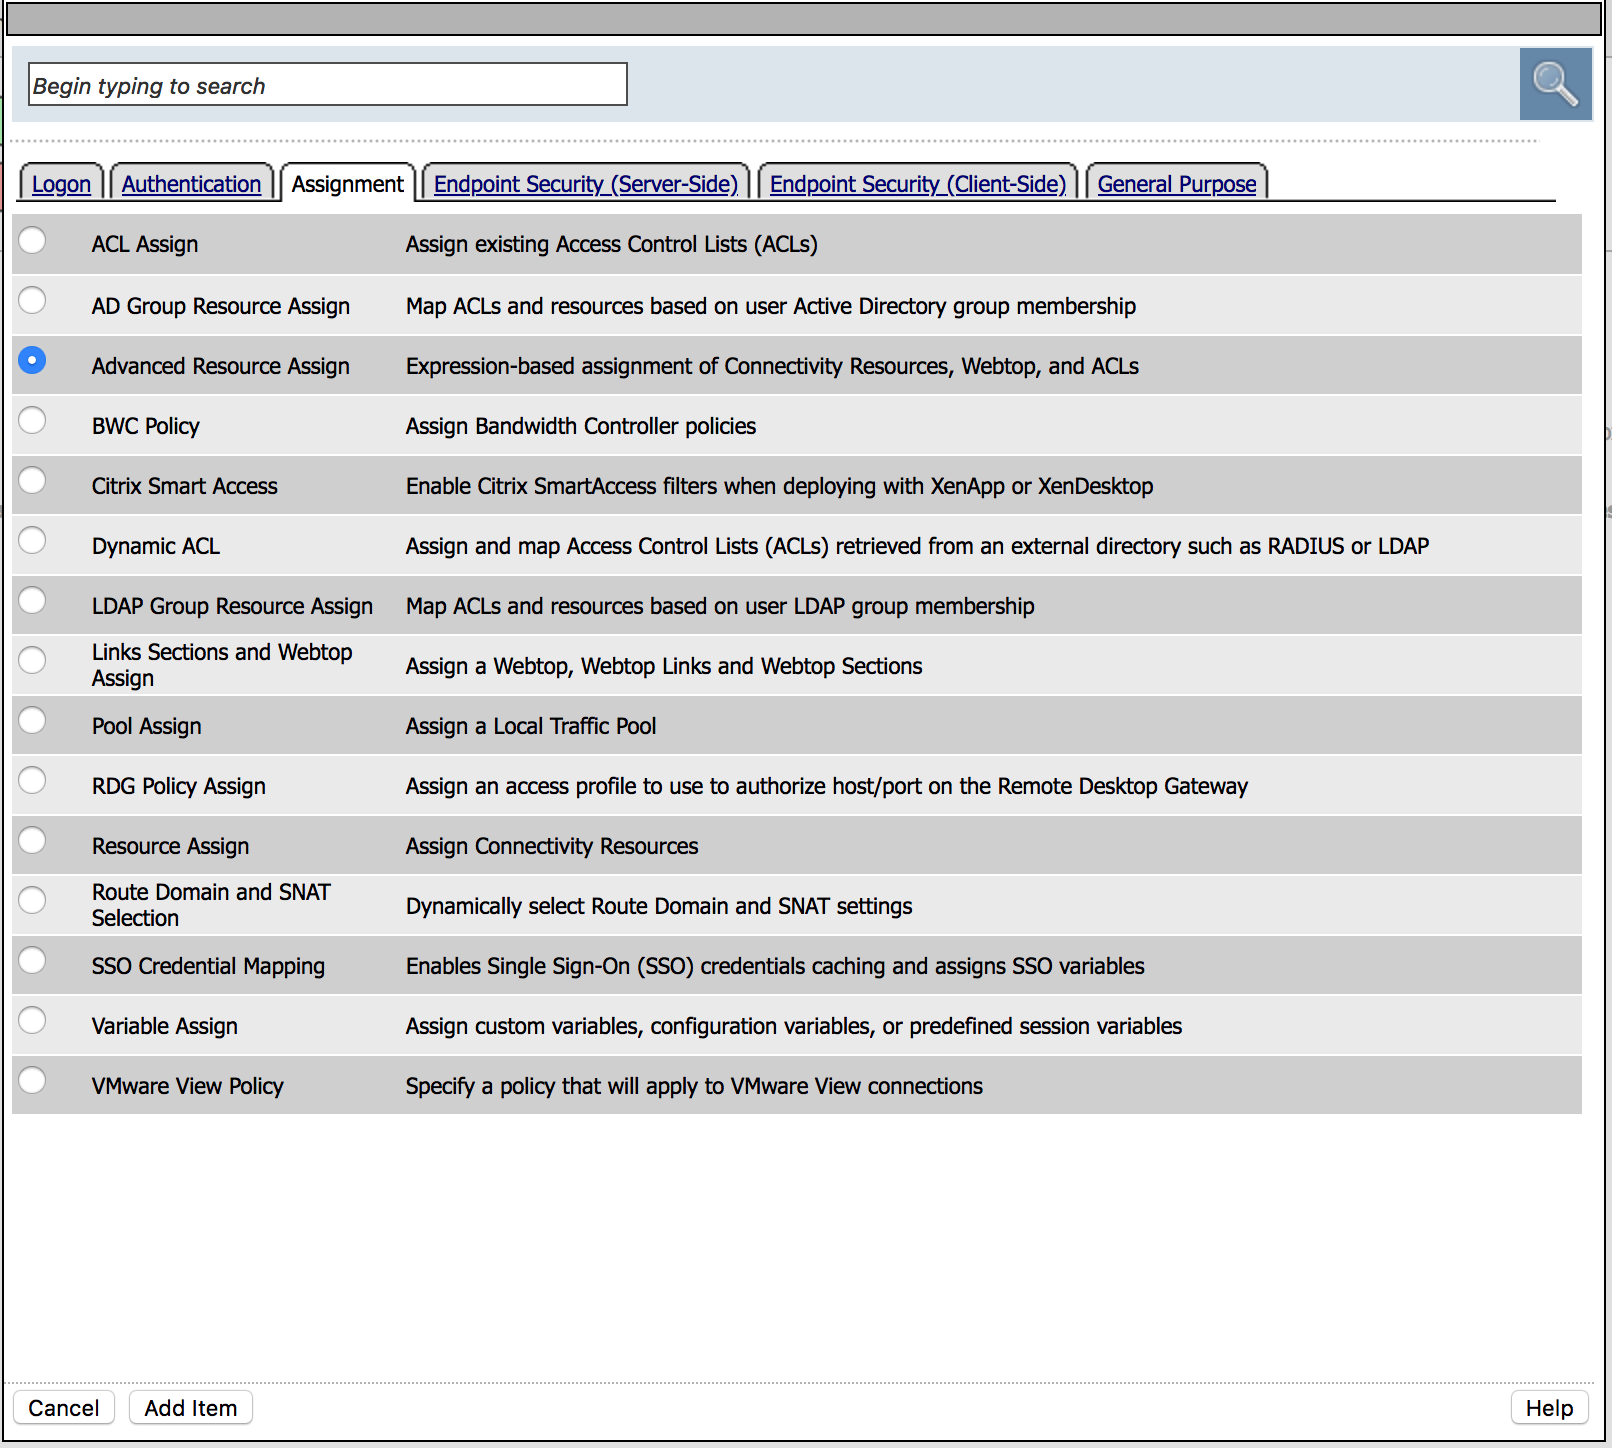 Begin typing to search
Logon Authentication Assignment Endpoint Security (Server-Side) Endpoint Security (Client-Side) General Purpose
ACL Assign Assign existing Access Control Lists (ACLs)
AD Group Resource Assign Map ACLs and resources based on user Active Directory group membership
Advanced Resource Assign Expression-based assignment of Connectivity Resources, Webtop, and ACLs
BWC Policy Assign Bandwidth Controller policies
Citrix Smart Access Enable Citrix SmartAccess filters when deploying with XenApp or XenDesktop
Dynamic ACL Assign and map Access Control Lists (ACLs) retrieved from an external directory such as RADIUS or LDAP
LDAP Group Resource Assign Map ACLs and resources based on user LDAP group membership
Links Sections and Webtop
Assign
Assign a Webtop, Webtop Links and Webtop Sections
Pool Assign Assign a Local Traffic Pool
RDG Policy Assign Assign an access profile to use to authorize host/port on the Remote Desktop Gateway
Resource Assign Assign Connectivity Resources
Route Domain and SNAT
Selection
Dynamically select Route Domain and SNAT settings
SSO Credential Mapping Enables Single Sign-On (SSO) credentials caching and assigns SSO variables
Variable Assign Assign custom variables, configuration variables, or predefined session variables
VMware View Policy Specify a policy that will apply to VMware View connections
Cancel Add Item Help